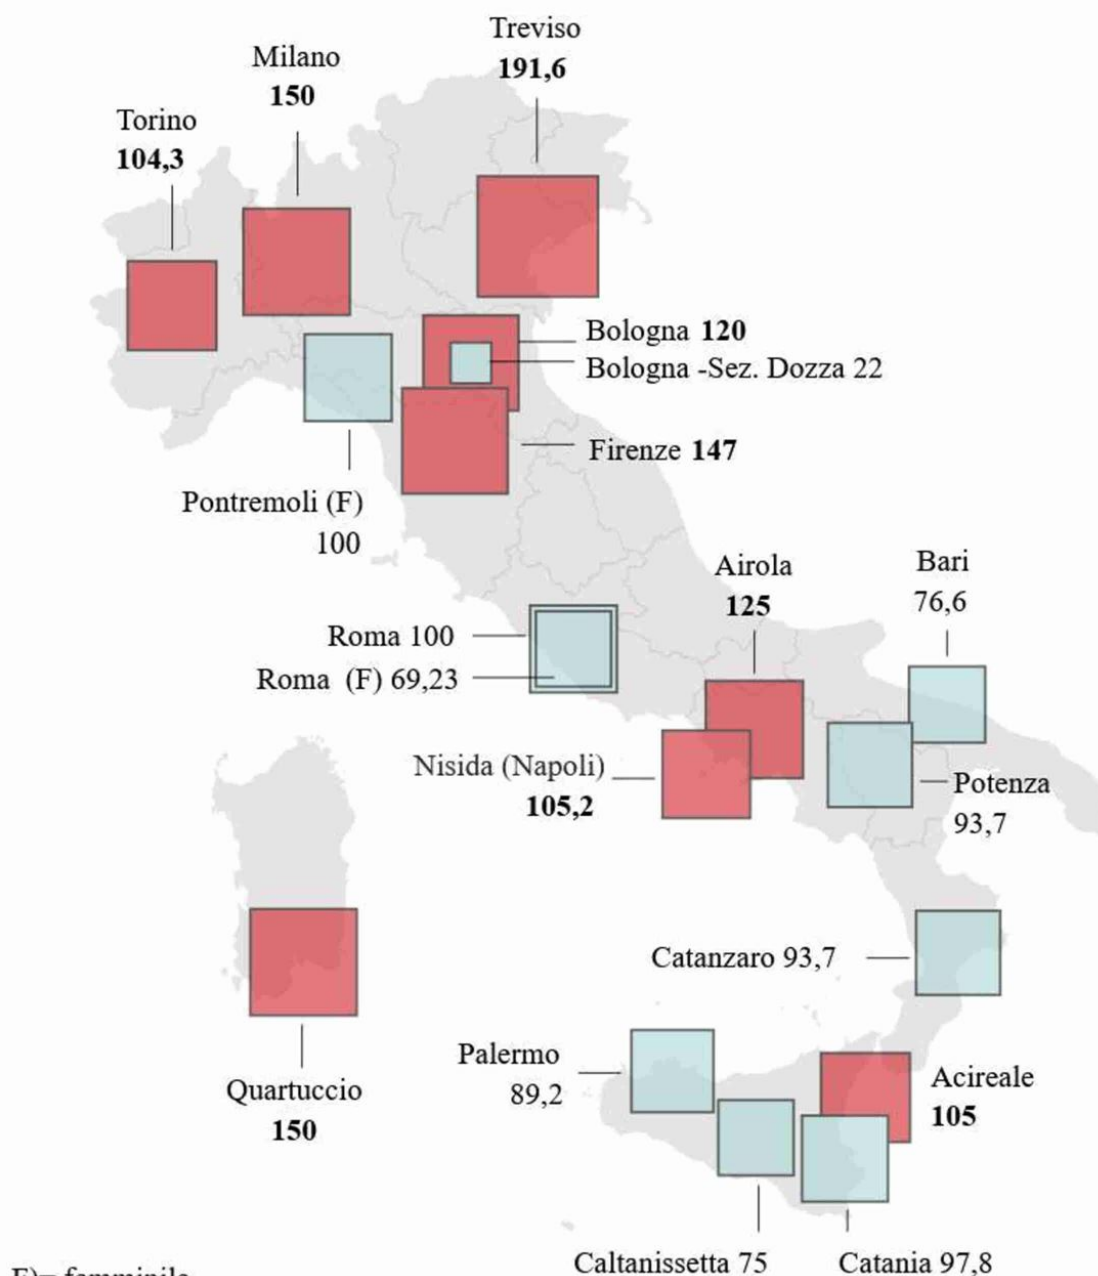 Treviso
191,6
Milano
150
Torino
104,3
Bologna 120
Bologna -Sez. Dozza 22
Firenze 147
Pontremoli (F)
100
Airola
125
Bari
76,6
Roma 100
Roma (F) 69,23
Nisida (Napoli)
105,2
Potenza
93,7
Catanzaro 93,7
Palermo
89,2
Acireale
105
Quartuccio
150
Caltanissetta 75
Catania 97,8
F)= femminile